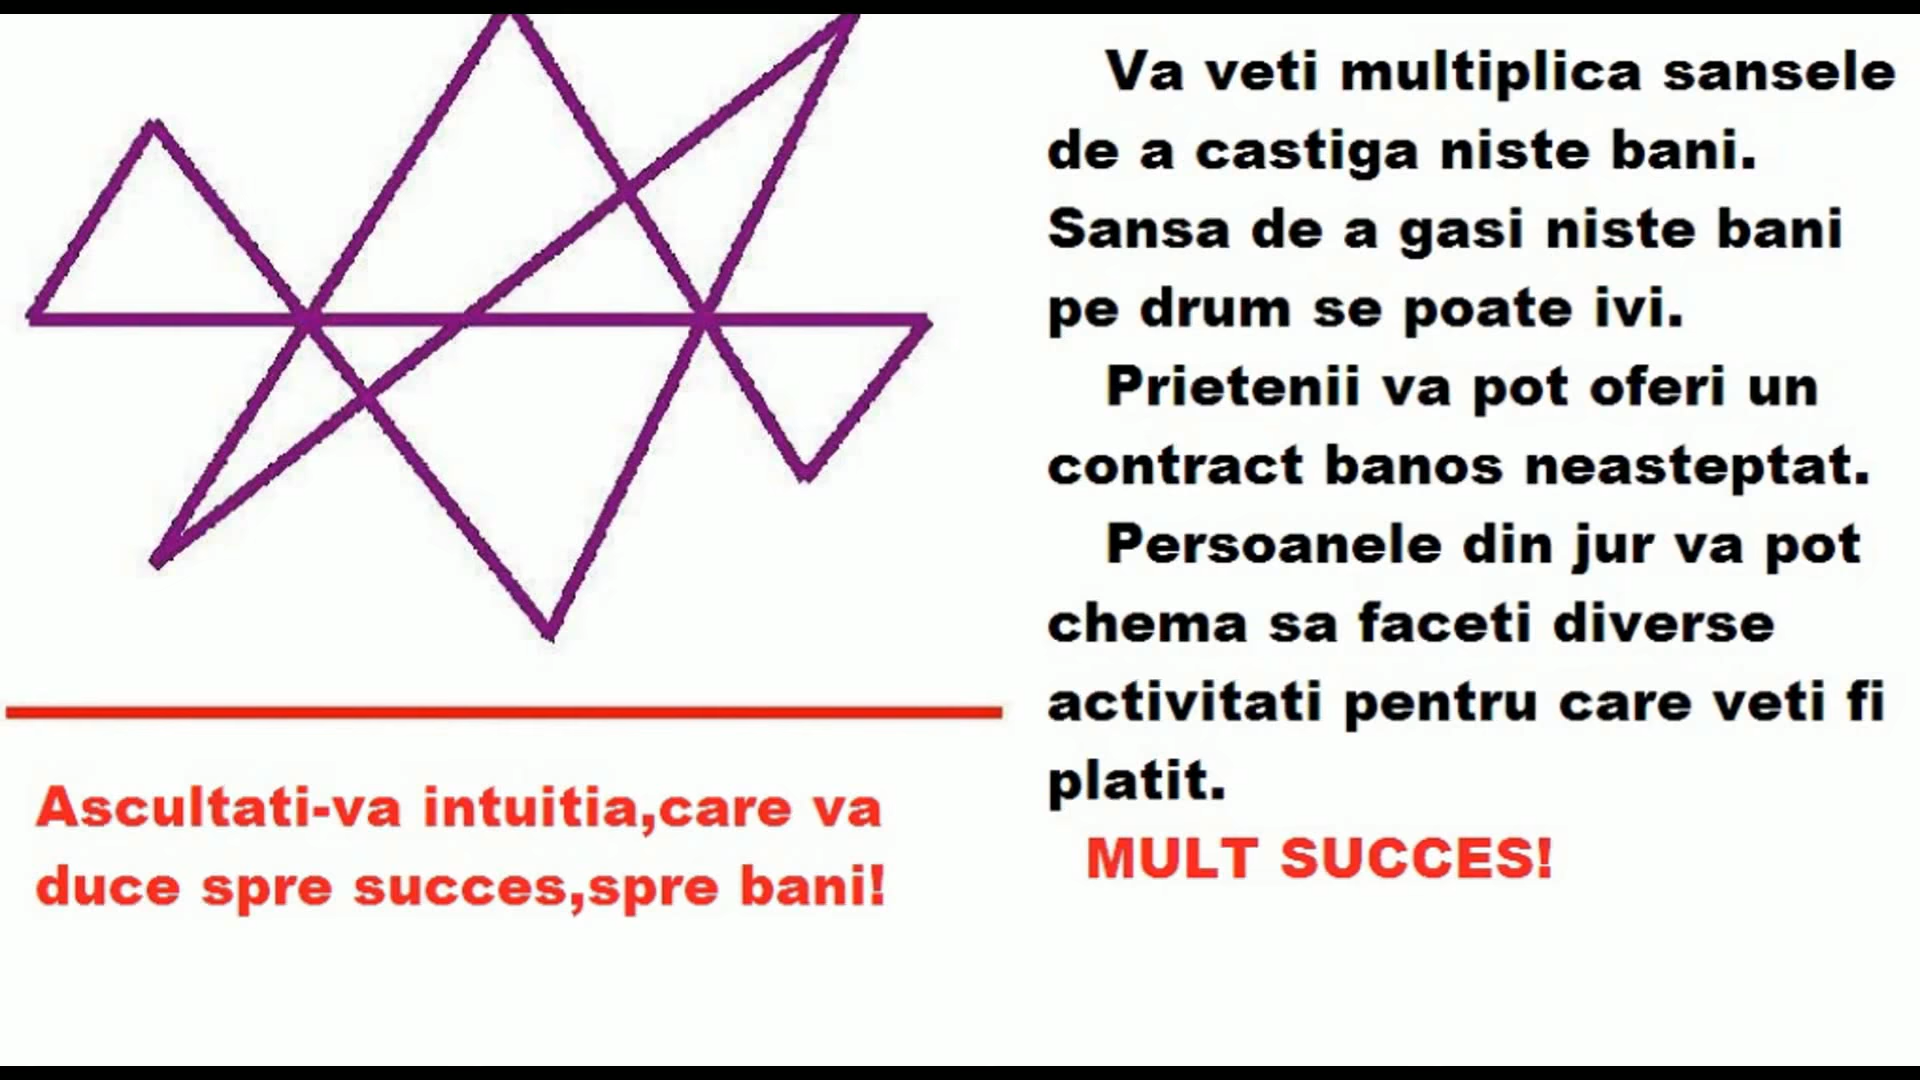 Va veti multiplica sansele
de a castiga niste bani.
Sansa de a gasi niste bani
pe drum se poate ivi.
Prietenii va pot oferi un
contract banos neasteptat.
Persoanele din jur va pot
chema sa faceti diverse
activitati pentru care veti fi
platit.
MULT SUCCES!
Ascultati-va intuitia,care va
duce spre succes,spre bani!